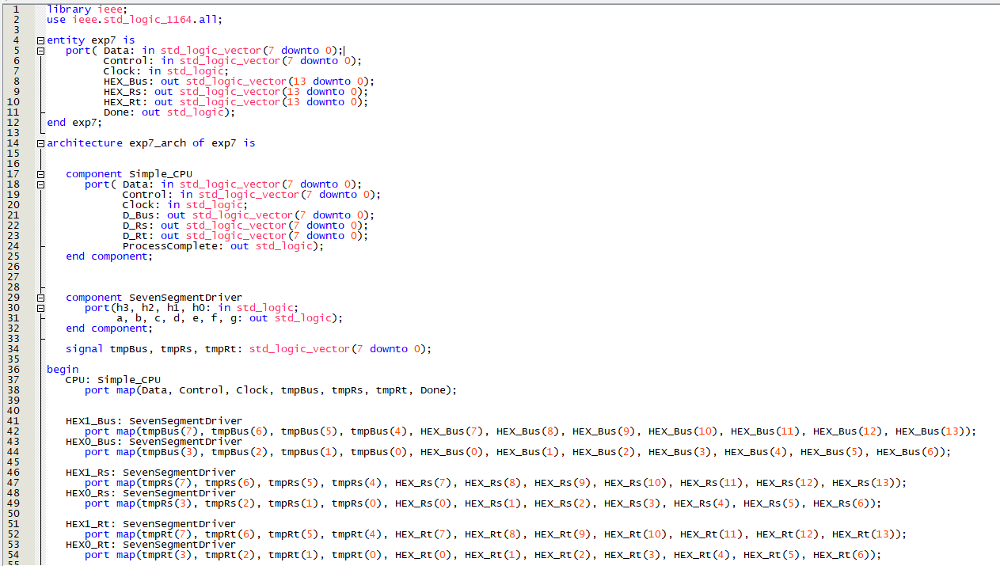 1 library ieee;
2 use ieee.std_logic_1164.all;
3
4 entity exp7 is
5 port( Data: in std_logic_vector(7 downto 0);
6 Control: in std_logic_vector(7 downto 0);
7 Clock: in std_logic;
8 HEX_Bus: out std_logic_vector(13 downto 0);
9 HEX_Rs: out std_logic_vector(13 downto 0);
10 HEX_Rt: out std_logic_vector(13 downto 0);
11 Done: out std_logic);
12 end exp7;
13
14 architecture exp7_arch of exp7 is
15
16
17 component Simple_CPU
18 port( Data: in std_logic_vector(7 downto 0);
19 Control: in std_logic_vector(7 downto 0);
20 Clock: in std_logic;
21 D_Bus: out std_logic_vector(7 downto 0);
22 D_Rs: out std_logic_vector(7 downto 0);
23 D_Rt: out std_logic_vector(7 downto 0);
24 ProcessComplete: out std_logic);
25 end component;
26
27
28
29 component SevenSegmentDriver
30 port(h3, h2, h1, h0: in std_logic;
31 a, b, c, d, e, f, g: out std_logic);
32 end component;
33
34 signal tmpBus, tmpRs, tmpRt: std_logic_vector(7 downto 0);
35
36 begin
37 CPU: Simple_CPU
38 port map(Data, Control, Clock, tmpBus, tmpRs, tmpRt, Done);
39
40
41 HEX1_Bus: SevenSegmentDriver
42 port map(tmpBus(7), tmpBus(6), tmpBus(5), tmpBus(4), HEX_Bus(7), HEX_Bus(8), HEX_Bus(9), HEX_Bus(10), HEX_Bus(11), HEX_Bus(12), HEX_Bus(13));
43 HEX0_Bus: SevenSegmentDriver
44 port map(tmpBus(3), tmpBus(2), tmpBus(1), tmpBus(0), HEX_Bus(0), HEX_Bus(1), HEX_Bus(2), HEX_Bus(3), HEX_Bus(4), HEX_Bus(5), HEX_Bus(6));
45
46 HEX1_Rs: SevenSegmentDriver
47 port map(tmpRs(7), tmpRs(6), tmpRs(5), tmpRs(4), HEX_Rs(7), HEX_Rs(8), HEX_Rs(9), HEX_Rs(10), HEX_Rs(11), HEX_Rs(12), HEX_Rs(13));
48 HEX0_Rs: SevenSegmentDriver
49 port map(tmpRs(3), tmpRs(2), tmpRs(1), tmpRs(0), HEX_Rs(0), HEX_Rs(1), HEX_Rs(2), HEX_Rs(3), HEX_Rs(4), HEX_Rs(5), HEX_Rs(6));
50
51 HEX1_Rt: SevenSegmentDriver
52 port map(tmpRt(7), tmpRt(6), tmpRt(5), tmpRt(4), HEX_Rt(7), HEX_Rt(8), HEX_Rt(9), HEX_Rt(10), HEX_Rt(11), HEX_Rt(12), HEX_Rt(13));
53 HEX0_Rt: SevenSegmentDriver
54 port map(tmpRt(3), tmpRt(2), tmpRt(1), tmpRt(0), HEX_Rt(0), HEX_Rt(1), HEX_Rt(2), HEX_Rt(3), HEX_Rt(4), HEX_Rt(5), HEX_Rt(6));
55